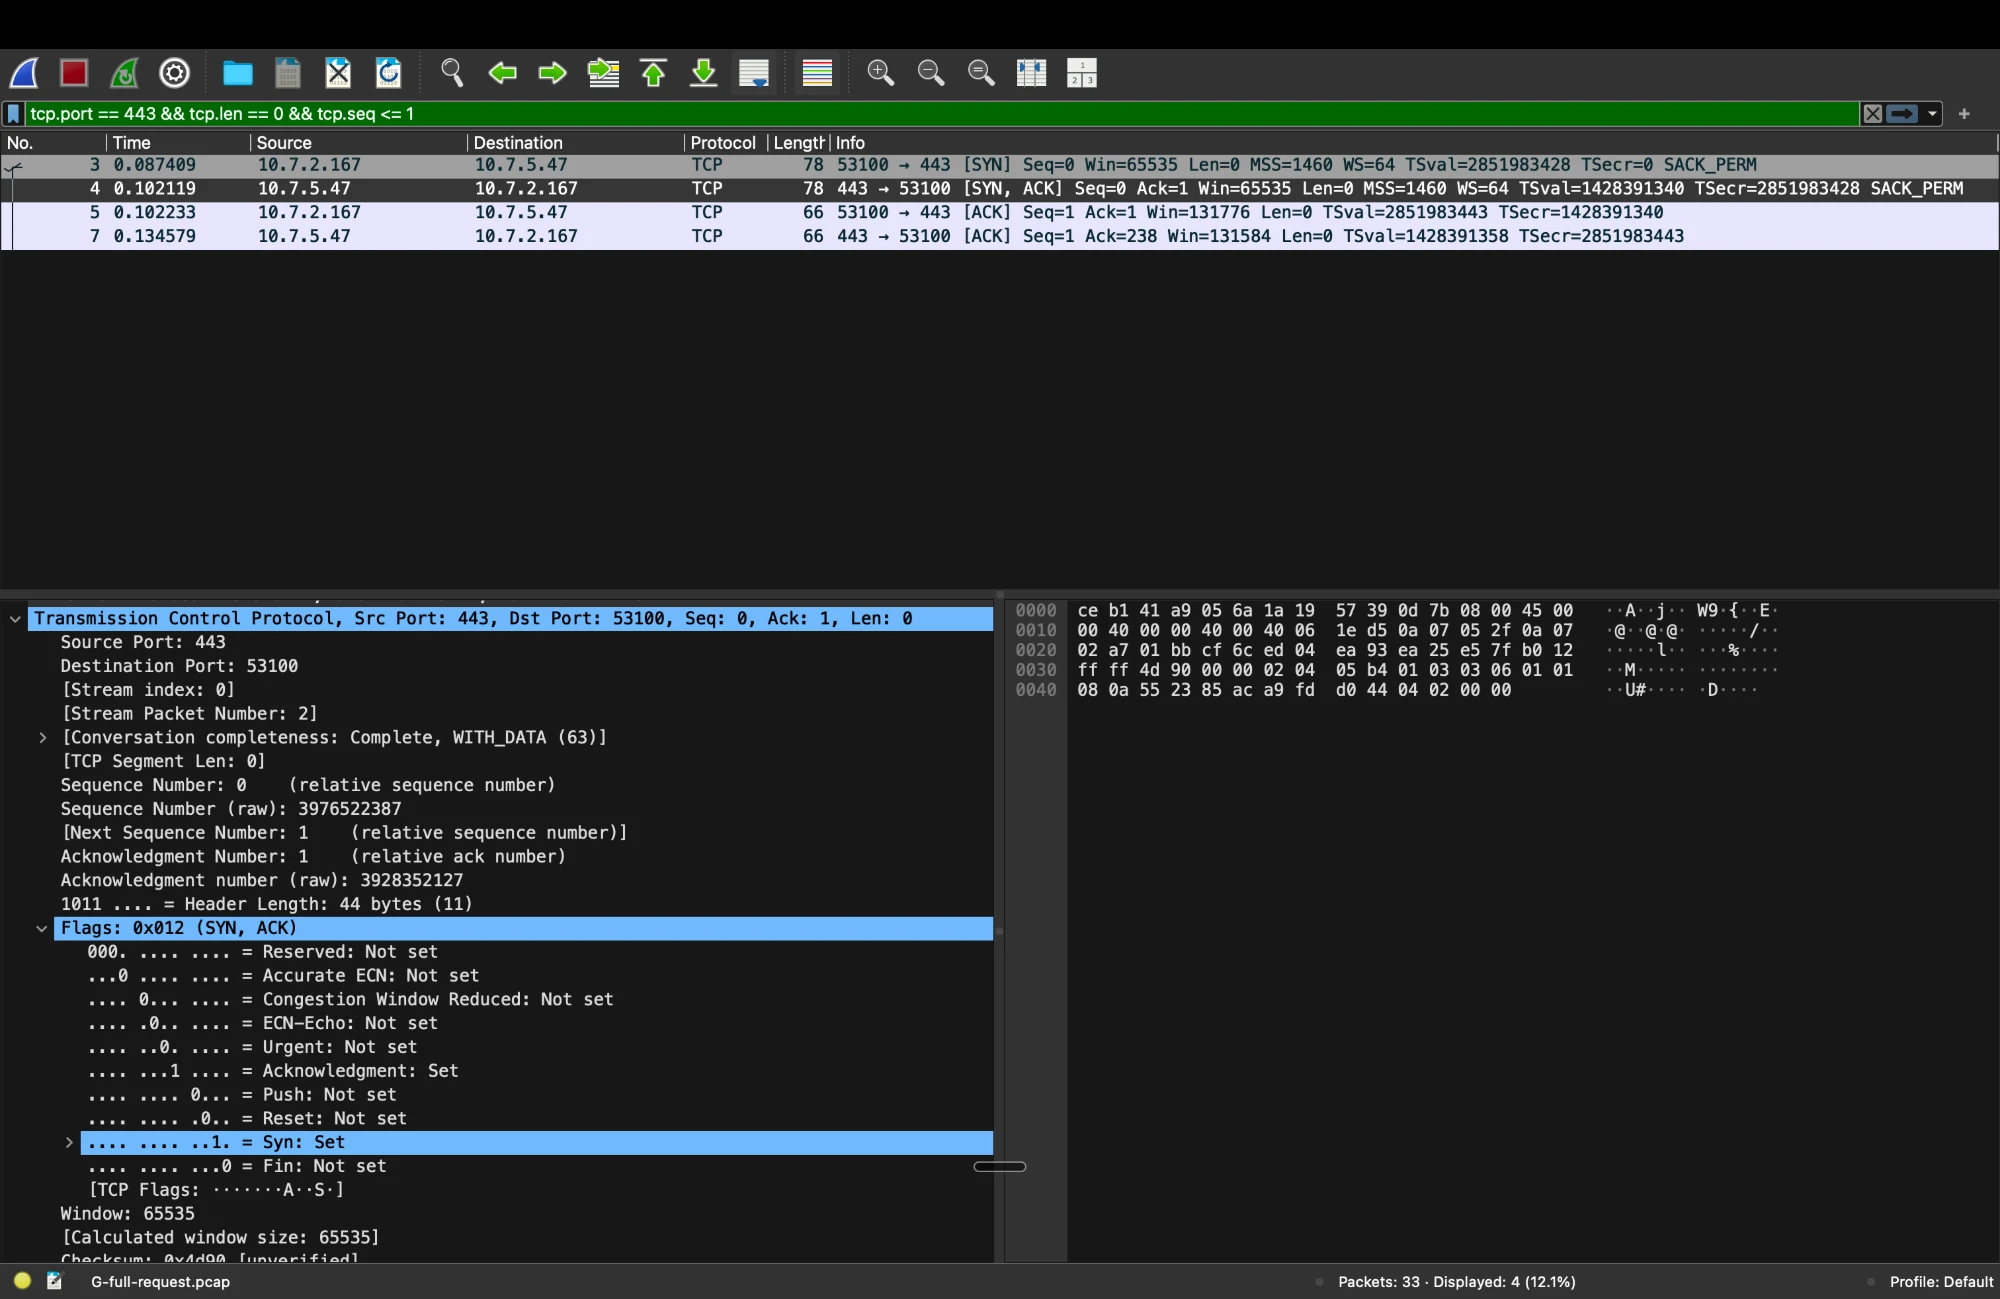 tcp.port == 443 && tcp.len == 0 && tcp.seq <= 1
No. Time Source Destination Protocol Length Info
3 0.087409 10.7.2.167 10.7.5.47 TCP 78 53100 → 443 [SYN] Seq=0 Win=65535 Len=0 MSS=1460 WS=64 TSval=2851983428 TSecr=0 SACK_PERM
4 0.102119 10.7.5.47 10.7.2.167 TCP 78 443 → 53100 [SYN, ACK] Seq=0 Ack=1 Win=65535 Len=0 MSS=1460 WS=64 TSval=1428391340 TSecr=2851983428 SACK_PERM
5 0.102233 10.7.2.167 10.7.5.47 TCP 66 53100 → 443 [ACK] Seq=1 Ack=1 Win=131776 Len=0 TSval=2851983443 TSecr=1428391340
7 0.134579 10.7.5.47 10.7.2.167 TCP 66 443 → 53100 [ACK] Seq=1 Ack=238 Win=131584 Len=0 TSval=1428391358 TSecr=2851983443
Transmission Control Protocol, Src Port: 443, Dst Port: 53100, Seq: 0, Ack: 1, Len: 0
Source Port: 443
Destination Port: 53100
[Stream index: 0]
[Stream Packet Number: 2]
[Conversation completeness: Complete, WITH_DATA (63)]
[TCP Segment Len: 0]
Sequence Number: 0 (relative sequence number)
Sequence Number (raw): 3976522387
[Next Sequence Number: 1 (relative sequence number)]
Acknowledgment Number: 1 (relative ack number)
Acknowledgment number (raw): 3928352127
1011 .... = Header Length: 44 bytes (11)
Flags: 0x012 (SYN, ACK)
000. .... .... = Reserved: Not set
...0 .... .... = Accurate ECN: Not set
.... 0... .... = Congestion Window Reduced: Not set
.... .0.. .... = ECN-Echo: Not set
.... ..0. .... = Urgent: Not set
.... ...1 .... = Acknowledgment: Set
.... .... 0... = Push: Not set
.... .... .0.. = Reset: Not set
.... .... ..1. = Syn: Set
.... .... ...0 = Fin: Not set
[TCP Flags: ·······A··S·]
Window: 65535
[Calculated window size: 65535]
Checksum: 0x4d90 [unverified]
0000 ce b1 41 a9 05 6a 1a 19 57 39 0d 7b 08 00 45 00 ··A··j·· W9·{··E·
0010 00 40 00 00 40 00 40 06 1e d5 0a 07 05 2f 0a 07 ·@··@·@· ·····/··
0020 02 a7 01 bb cf 6c ed 04 ea 93 ea 25 e5 7f b0 12 ·····l·· ···%····
0030 ff ff 4d 90 00 00 02 04 05 b4 01 03 03 06 01 01 ··M····· ········
0040 08 0a 55 23 85 ac a9 fd d0 44 04 02 00 00 ··U#···· ·D····
G-full-request.pcap
Packets: 33 · Displayed: 4 (12.1%)
Profile: Default